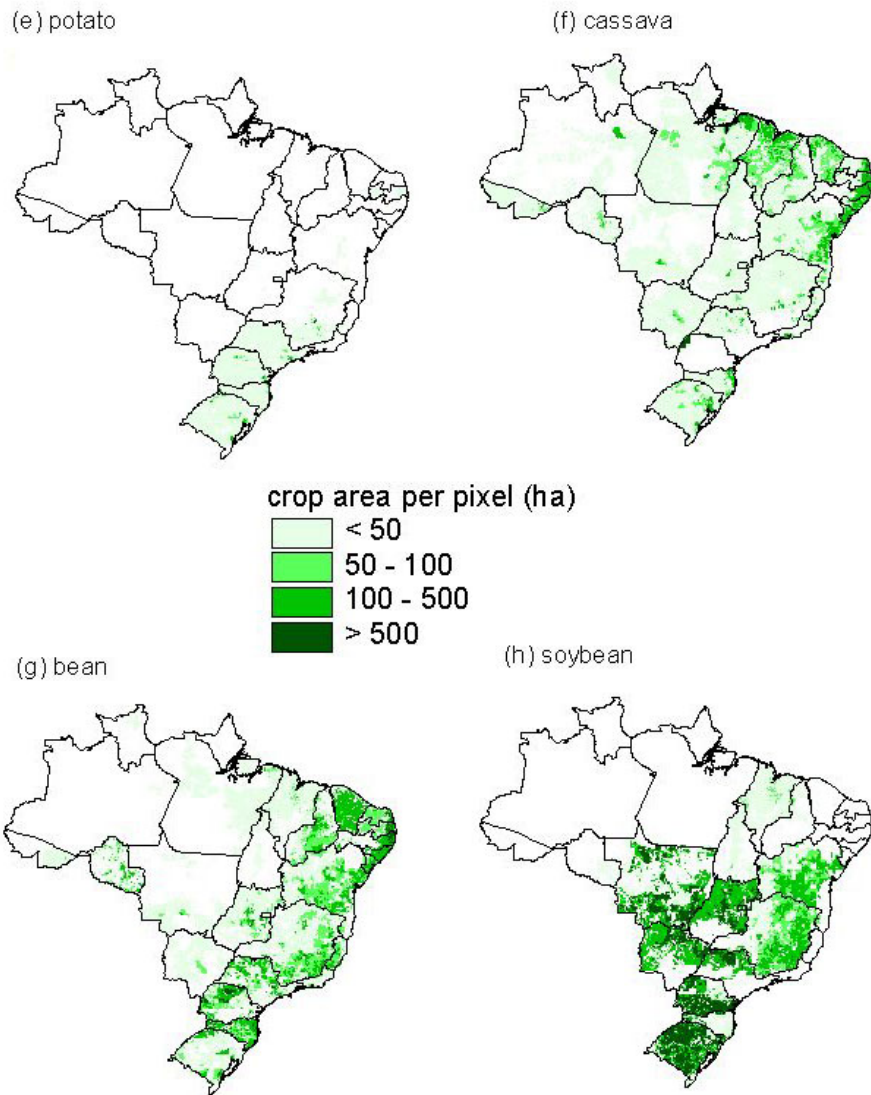 (e) potato
(f) cassava
crop area per pixel (ha)
< 50
50 - 100
100 - 500
> 500
(g) bean
(h) soybean